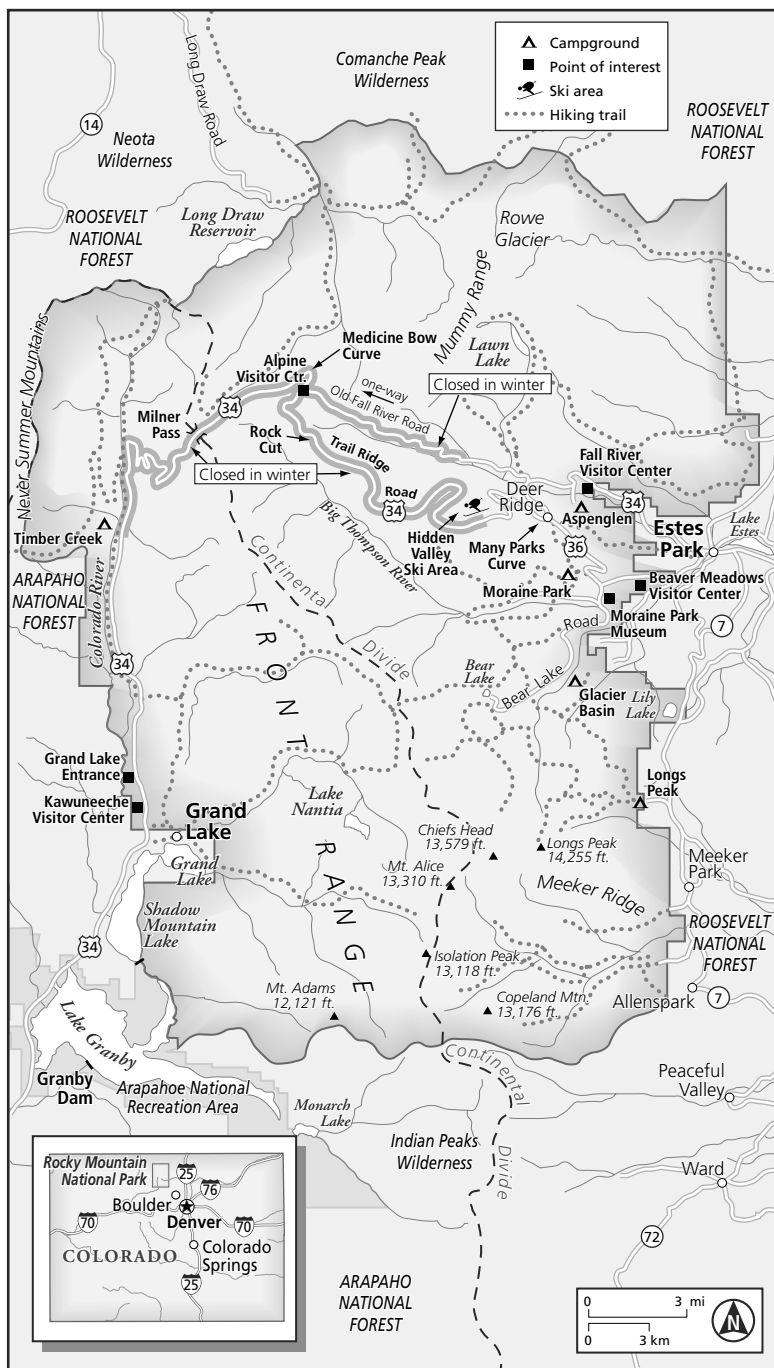 Campground
Point of interest
Ski area
Hiking trail
Comanche Peak
Wilderness
Long Draw Road
14
Neota
Wilderness
ROOSEVELT
NATIONAL
FOREST
ROOSEVELT
NATIONAL
FOREST
Long Draw
Reservoir
Rowe
Glacier
Mummy Range
Never Summer Mountains
Medicine Bow
Curve
Alpine
Visitor Ctr.
Lawn
Lake
one-way
Old Fall River Road
Closed in winter
34
Milner
Pass
Rock
Cut
Trail Ridge
Road
34
Closed in winter
Fall River
Visitor Center
34
Deer
Ridge
Aspenglen
Estes
Park
Lake
Estes
Timber Creek
Big Thompson River
Hidden
Valley
Ski Area
Many Parks
Curve
36
Moraine Park
Beaver Meadows
Visitor Center
Moraine Park
Museum
ARAPAHO
NATIONAL
FOREST
Colorado River
Continental
Divide
7
34
FRONT
RANGE
Bear
Lake
Bear Lake
Road
Glacier
Basin
Lily
Lake
Grand Lake
Entrance
Kawuneeche
Visitor Center
Lake
Nantia
Longs
Peak
Grand
Lake
Chiefs Head
13,579 ft.
Longs Peak
14,255 ft.
Grand
Lake
Mt. Alice
13,310 ft.
Meeker Ridge
Meeker
Park
Shadow
Mountain
Lake
34
Isolation Peak
13,118 ft.
ROOSEVELT
NATIONAL
FOREST
Mt. Adams
12,121 ft.
Copeland Mtn.
13,176 ft.
Allenspark
7
Lake Granby
Granby
Dam
Arapahoe National
Recreation Area
Continental
Divide
Peaceful
Valley
Monarch
Lake
Indian Peaks
Wilderness
Ward
72
Rocky Mountain
National Park
25
76
Boulder
70
Denver
70
COLORADO
Colorado
Springs
25
ARAPAHO
NATIONAL
FOREST
0
3 mi
0
3 km
N